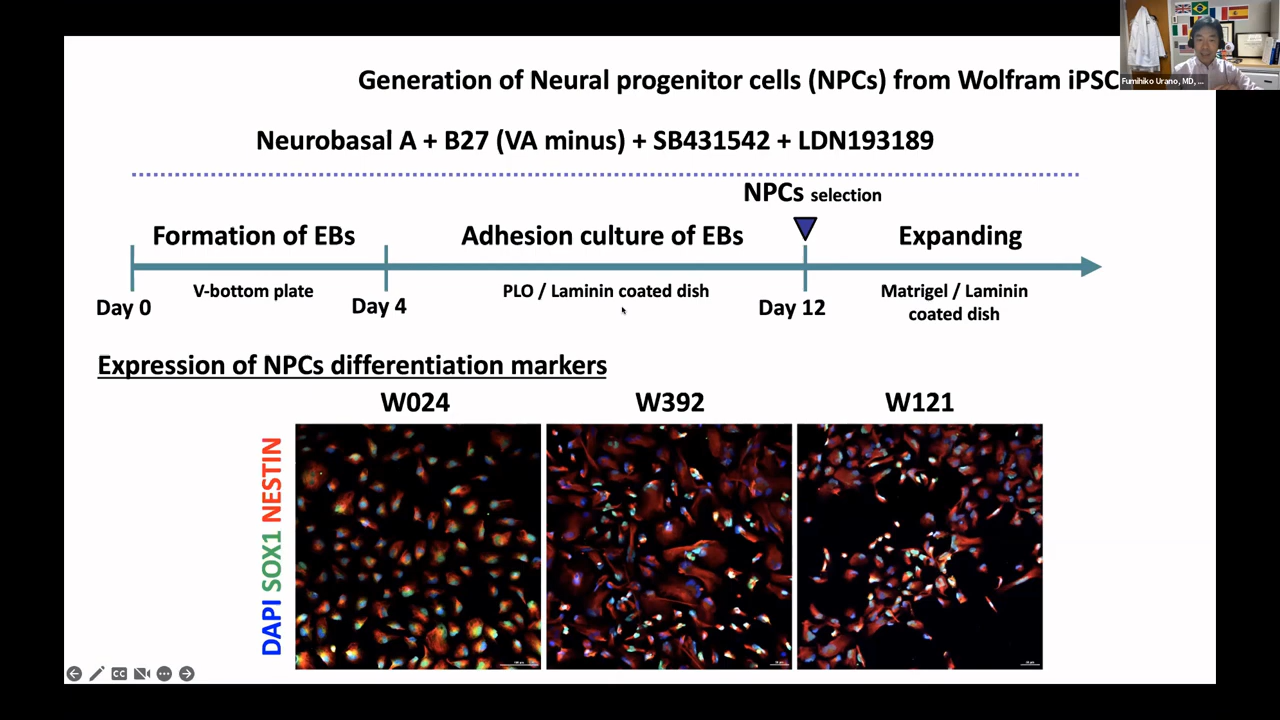 Generation of Neural progenitor cells (NPCs) from Wolfram iPSC
Fumihiko Urano, MD, ...
Neurobasal A + B27 (VA minus) + SB431542 + LDN193189
NPCs selection
Formation of EBs
Adhesion culture of EBs
Expanding
V-bottom plate
PLO / Laminin coated dish
Matrigel / Laminin
coated dish
Day 0
Day 4
Day 12
Expression of NPCs differentiation markers
W024
W392
W121
DAPI SOX1 NESTIN
CC